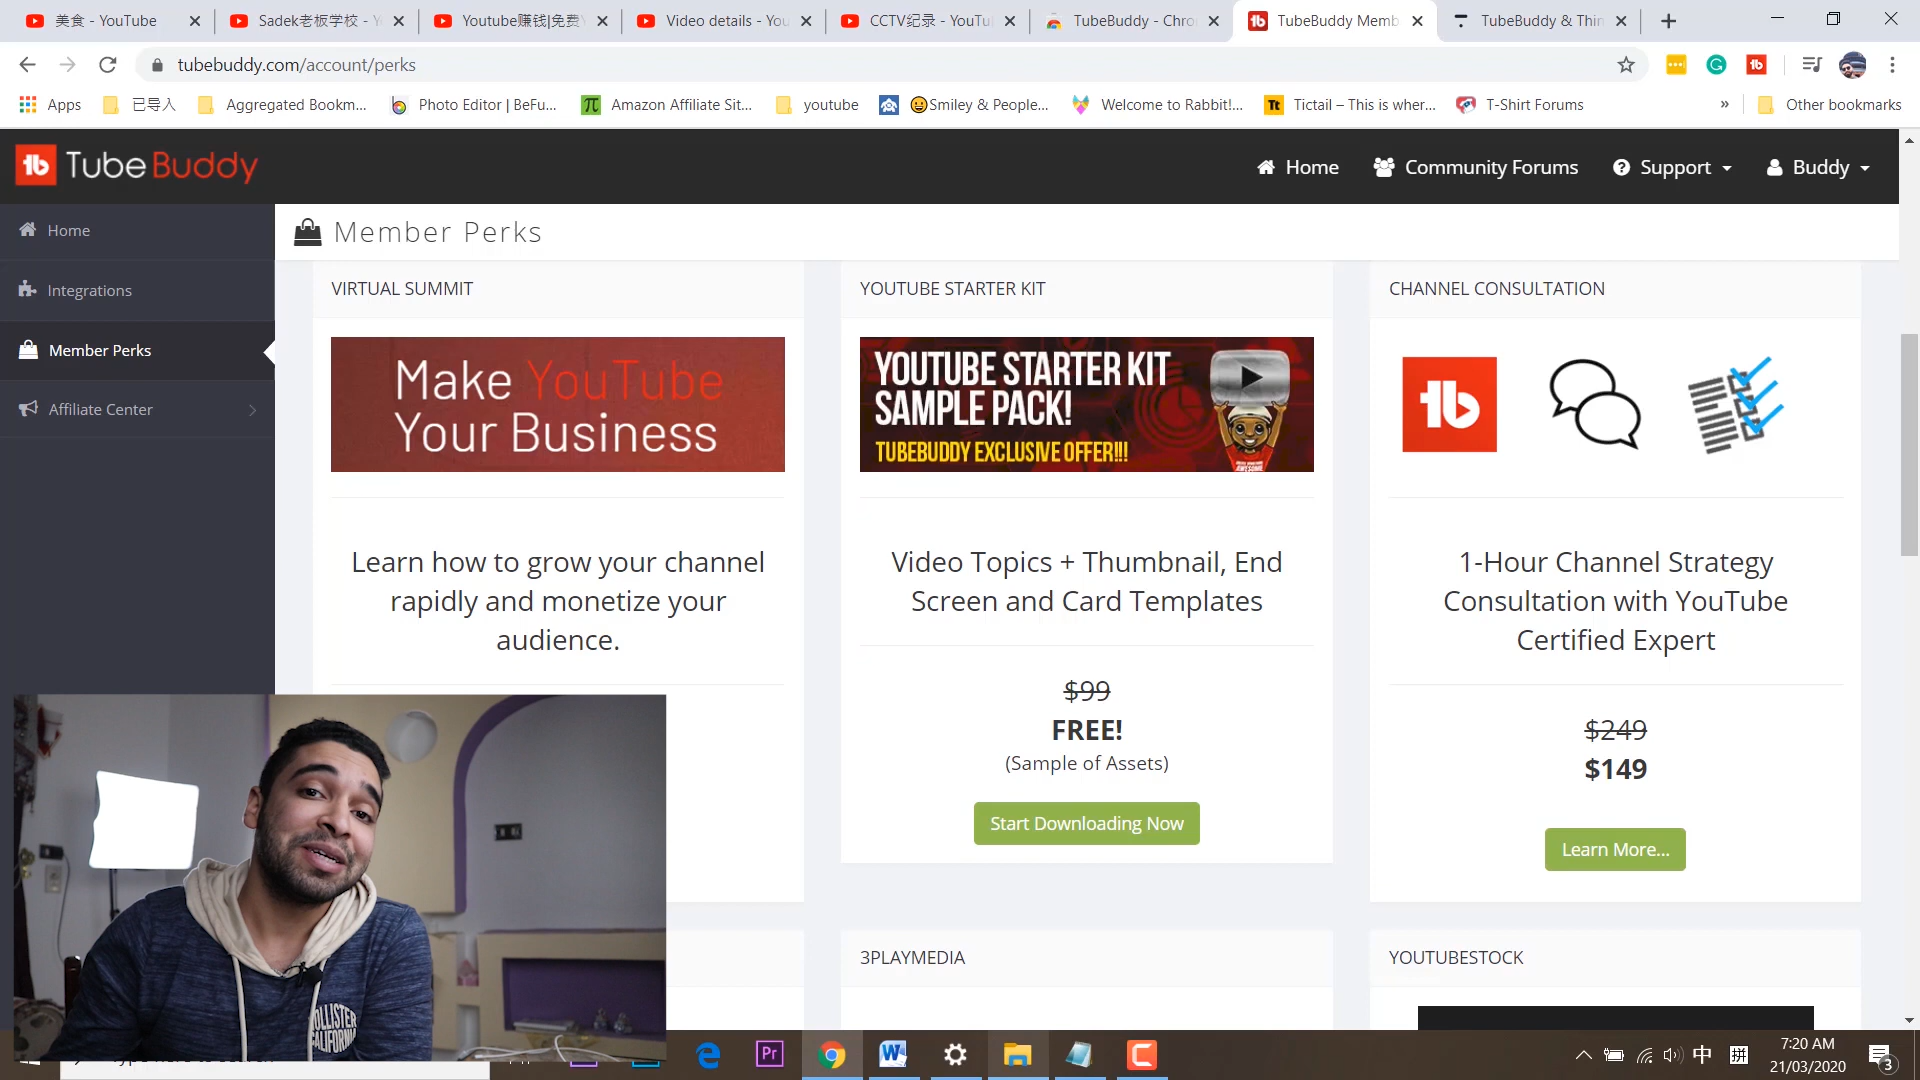 美食 - YouTube
Sadek老板学校 - Y
Youtube赚钱|免费
Video details - You
CCTV纪录 - YouTu
TubeBuddy - Chro
TubeBuddy Memb
TubeBuddy & Thin
tubebuddy.com/account/perks
Apps
已导入
Aggregated Bookm...
Photo Editor | BeFu...
Amazon Affiliate Sit...
youtube
Smiley & People...
Welcome to Rabbit!...
Tictail – This is wher...
T-Shirt Forums
»
Other bookmarks
TubeBuddy
Home
Community Forums
Support
Buddy
Home
Integrations
Member Perks
Affiliate Center
Member Perks
VIRTUAL SUMMIT
Make YouTube
Your Business
Learn how to grow your channel
rapidly and monetize your
audience.
YOUTUBE STARTER KIT
YOUTUBE STARTER KIT
SAMPLE PACK!
TUBEBUDDY EXCLUSIVE OFFER!!!
Video Topics + Thumbnail, End
Screen and Card Templates
$99
FREE!
(Sample of Assets)
Start Downloading Now
CHANNEL CONSULTATION
1-Hour Channel Strategy
Consultation with YouTube
Certified Expert
$249
$149
Learn More...
3PLAYMEDIA
YOUTUBESTOCK
HOLLISTER
CALIFORNIA
Pr
中
拼
7:20 AM
21/03/2020
3